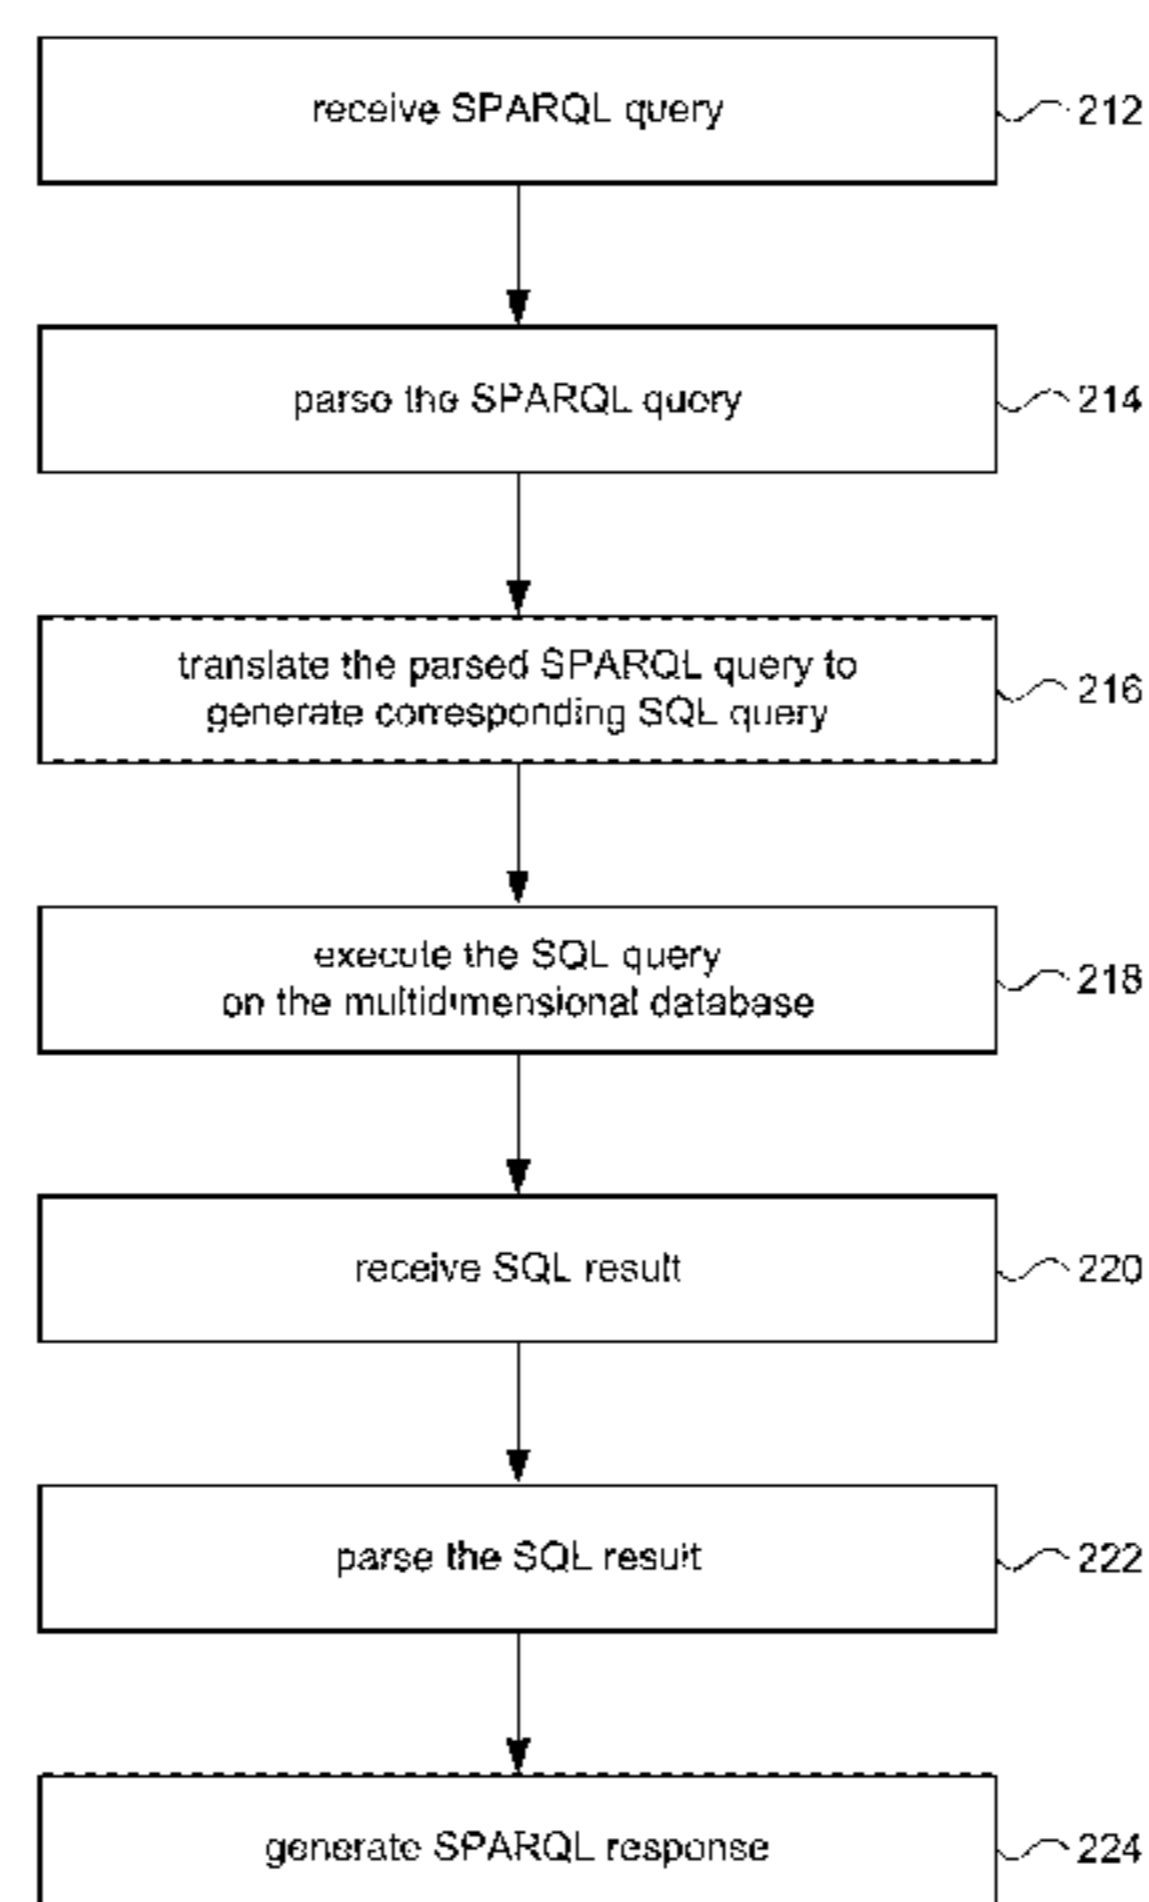 receive SPARQL query
212
parse the SPARQL query
214
translate the parsed SPARQL query to
generate corresponding SQL query
216
execute the SQL query
on the multidimensional database
218
receive SQL result
220
parse the SQL result
222
generate SPARQL response
224